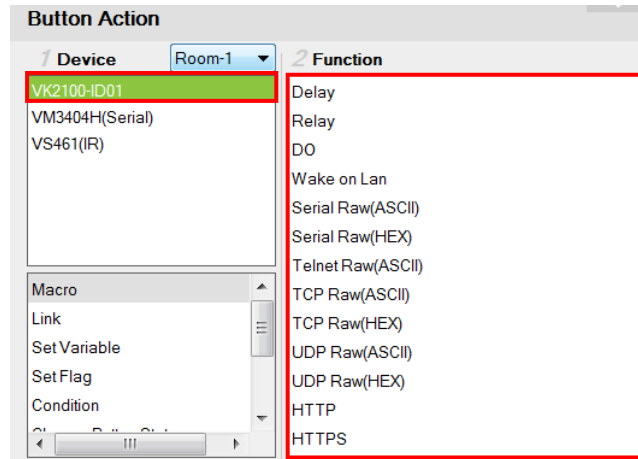 Button Action
1 Device
Room-1
2 Function
VK2100-ID01
VM3404H(Serial)
VS461(IR)
Macro
Link
Set Variable
Set Flag
Condition
Delay
Relay
DO
Wake on Lan
Serial Raw(ASCII)
Serial Raw(HEX)
Telnet Raw(ASCII)
TCP Raw(ASCII)
TCP Raw(HEX)
UDP Raw(ASCII)
UDP Raw(HEX)
HTTP
HTTPS